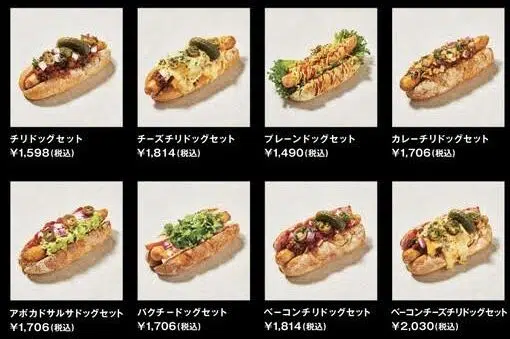 チリドッグセット
¥1,598(税込)
チーズチリドッグセット
¥1,814(税込)
プレーンドッグセット
¥1,490(税込)
カレーチリドッグセット
¥1,706(税込)
アボカドサルサドッグセット
¥1,706(税込)
パクチードッグセット
¥1,706(税込)
ベーコンチリドッグセット
¥1,814(税込)
ベーコンチーズチリドッグセット
¥2,030(税込)